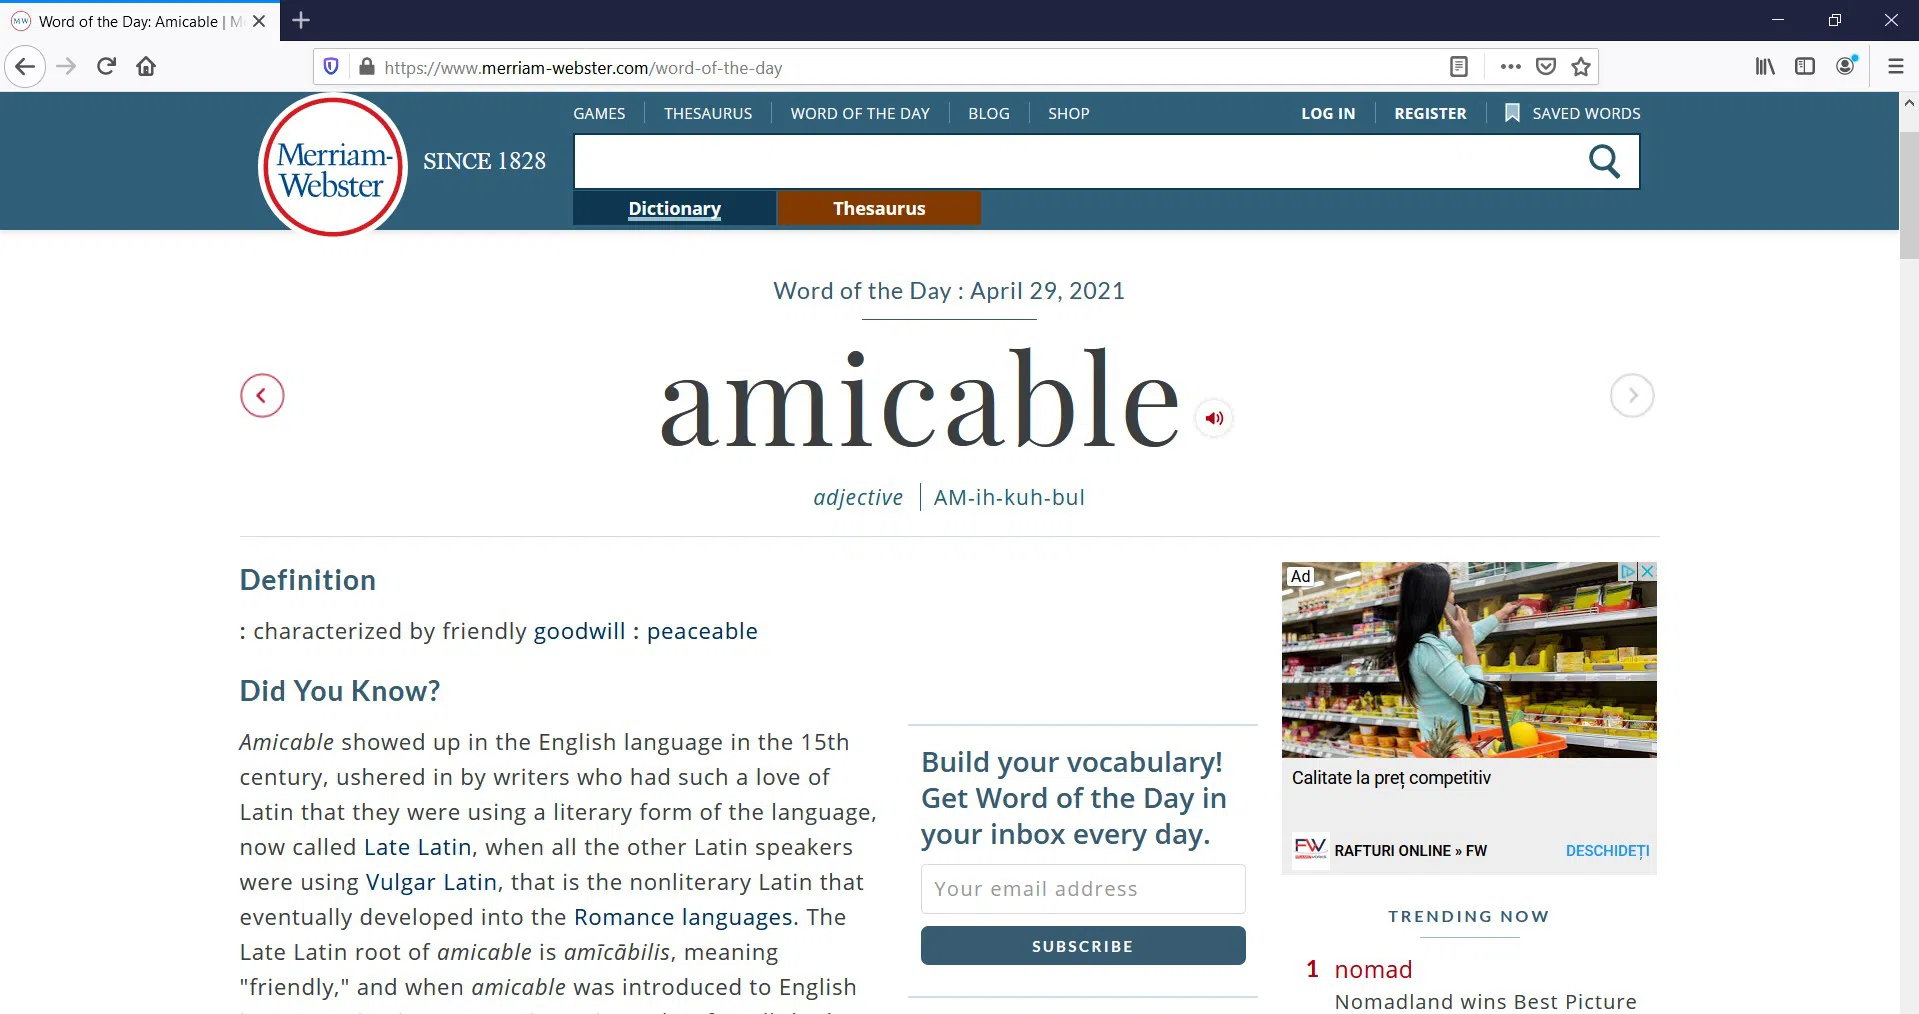 Word of the Day: Amicable | M
https://www.merriam-webster.com/word-of-the-day
GAMES
THESAURUS
WORD OF THE DAY
BLOG
SHOP
LOG IN
REGISTER
SAVED WORDS
Merriam-
Webster
SINCE 1828
Dictionary
Thesaurus
Word of the Day : April 29, 2021
amicable
adjective
AM-ih-kuh-bul
Definition
: characterized by friendly goodwill : peaceable
Did You Know?
Amicable showed up in the English language in the 15th
century, ushered in by writers who had such a love of
Latin that they were using a literary form of the language,
now called Late Latin, when all the other Latin speakers
were using Vulgar Latin, that is the nonliterary Latin that
eventually developed into the Romance languages. The
Late Latin root of amicable is amīcābilis, meaning
"friendly," and when amicable was introduced to English
Build your vocabulary!
Get Word of the Day in
your inbox every day.
Your email address
SUBSCRIBE
Ad
Calitate la preț competitiv
FW
RAFTURI ONLINE » FW
DESCHIDEȚI
TRENDING NOW
1 nomad
Nomadland wins Best Picture